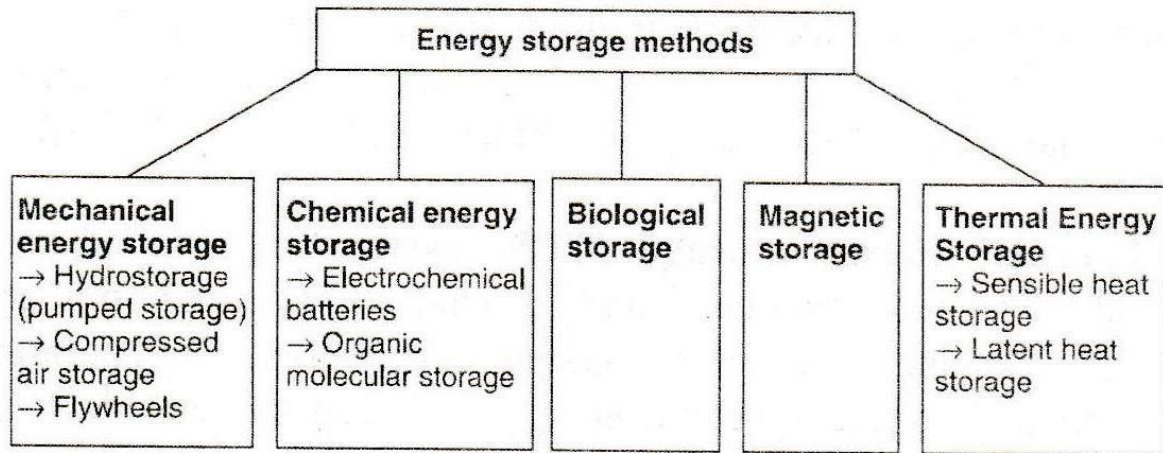 Energy storage methods
Mechanical
energy storage
→ Hydrostorage
(pumped storage)
→ Compressed
air storage
→ Flywheels
Chemical energy
storage
→ Electrochemical
batteries
→ Organic
molecular storage
Biological
storage
Magnetic
storage
Thermal Energy
Storage
→ Sensible heat
storage
→ Latent heat
storage